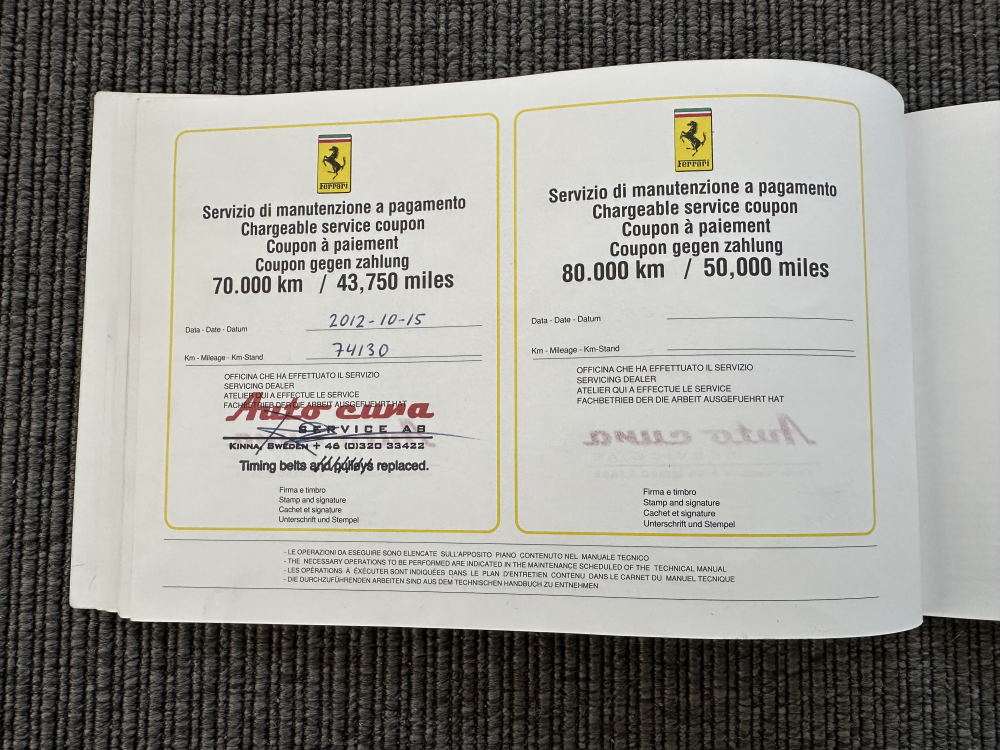 Ferrari
Servizio di manutenzione a pagamento
Chargeable service coupon
Coupon à paiement
Coupon gegen zahlung
70.000 km / 43,750 miles
Data - Date - Datum 2012-10-15
Km - Mileage - Km-Stand 74130
OFFICINA CHE HA EFFETTUATO IL SERVIZIO
SERVICING DEALER
ATELIER QUI A EFFECTUE LE SERVICE
FACHBETRIEB DER DIE ARBEIT AUSGEFUEHRT HAT
Auto cura
SERVICE AB
KINNA, SWEDEN + 46 (0)320 33422
Timing belts and pulleys replaced.
Firma e timbro
Stamp and signature
Cachet et signature
Unterschrift und Stempel
Ferrari
Servizio di manutenzione a pagamento
Chargeable service coupon
Coupon à paiement
Coupon gegen zahlung
80.000 km / 50,000 miles
Data - Date - Datum
Km - Mileage - Km-Stand
OFFICINA CHE HA EFFETTUATO IL SERVIZIO
SERVICING DEALER
ATELIER QUI A EFFECTUE LE SERVICE
FACHBETRIEB DER DIE ARBEIT AUSGEFUEHRT HAT
Firma e timbro
Stamp and signature
Cachet et signature
Unterschrift und Stempel
- LE OPERAZIONI DA ESEGUIRE SONO ELENCATE SULL'APPOSITO PIANO CONTENUTO NEL MANUALE TECNICO
- THE NECESSARY OPERATIONS TO BE PERFORMED ARE INDICATED IN THE MAINTENANCE SCHEDULED OF THE TECHNICAL MANUAL
- LES OPÉRATIONS À ÉXÉCUTER SONT INDIQUÉES DANS LE PLAN D'ENTRETIEN CONTENU DANS LE CARNET DU MANUEL TECNIQUE
- DIE DURCHZUFÜHRENDEN ARBEITEN SIND AUS DEM TECHNISCHEN HANDBUCH ZU ENTNEHMEN